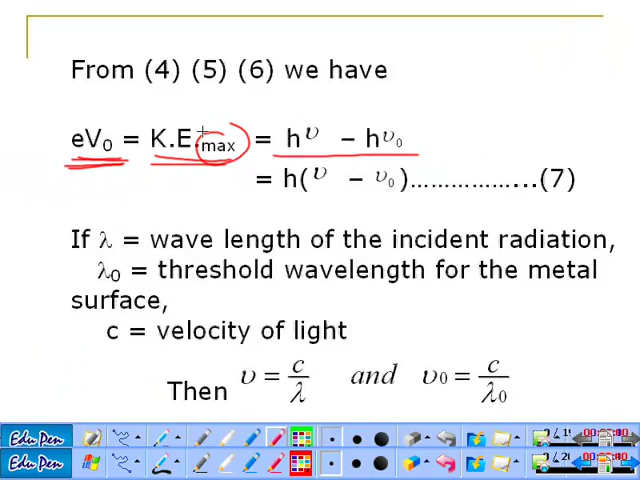 From (4) (5) (6) we have
eV₀ = K.E.max = hυ – hυ₀
= h(υ – υ₀)………………...(7)
If λ = wave length of the incident radiation,
λ₀ = threshold wavelength for the metal
surface,
c = velocity of light
Then υ = c/λ and υ₀ = c/λ₀
Edu Pen
Edu Pen